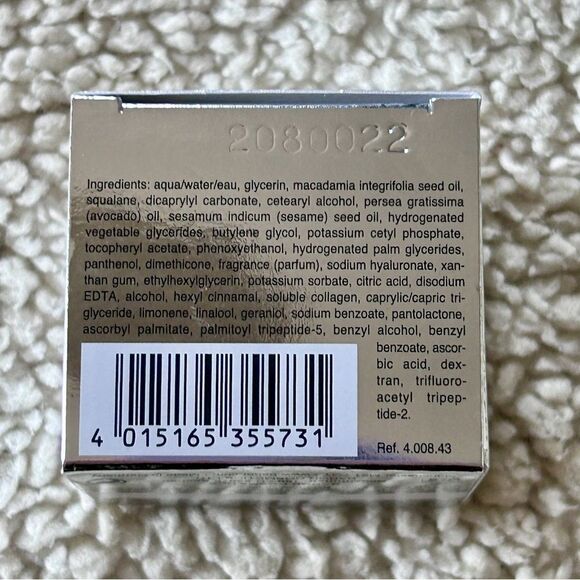 2080022
Ingredients: aqua/water/eau, glycerin, macadamia integrifolia seed oil,
squalane, dicaprylyl carbonate, cetearyl alcohol, persea gratissima
(avocado) oil, sesamum indicum (sesame) seed oil, hydrogenated
vegetable glycerides, butylene glycol, potassium cetyl phosphate,
tocopheryl acetate, phenoxyethanol, hydrogenated palm glycerides,
panthenol, dimethicone, fragrance (parfum), sodium hyaluronate, xan-
than gum, ethylhexylglycerin, potassium sorbate, citric acid, disodium
EDTA, alcohol, hexyl cinnamal, soluble collagen, caprylic/capric tri-
glyceride, limonene, linalool, geraniol, sodium benzoate, pantolactone,
ascorbyl palmitate, palmitoyl tripeptide-5, benzyl alcohol, benzyl
benzoate, ascor-
bic acid, dex-
tran, trifluoro-
acetyl tripep-
tide-2.
4 015165 355731
Ref. 4.008.43